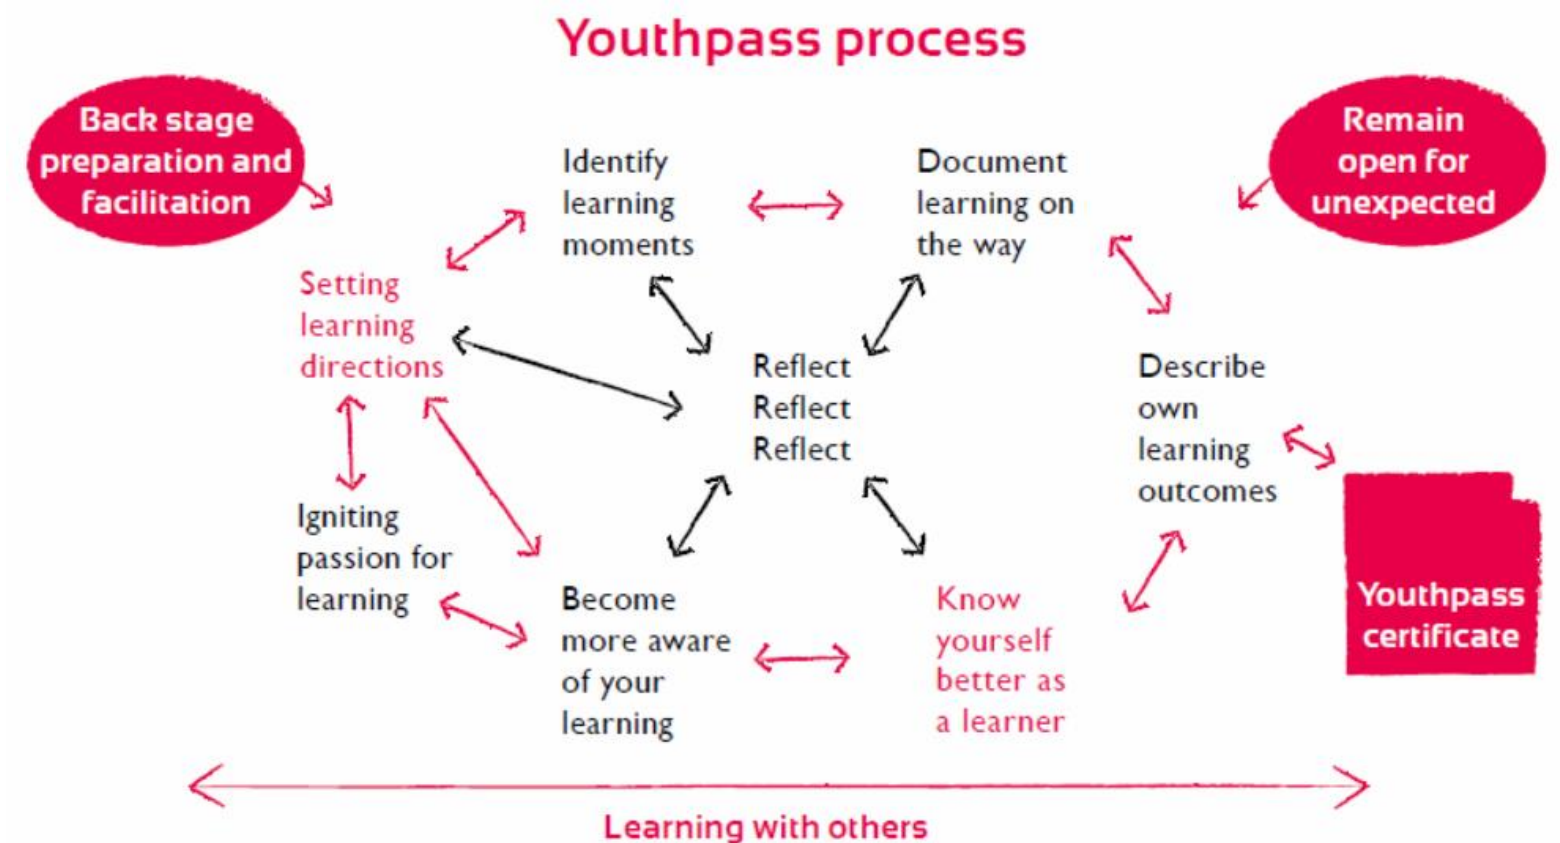 Youthpass process
Back stage
preparation and
facilitation
Remain
open for
unexpected
Identify
learning
moments
Document
learning on
the way
Setting
learning
directions
Reflect
Reflect
Reflect
Describe
own
learning
outcomes
Igniting
passion for
learning
Become
more aware
of your
learning
Know
yourself
better as
a learner
Youthpass
certificate
Learning with others